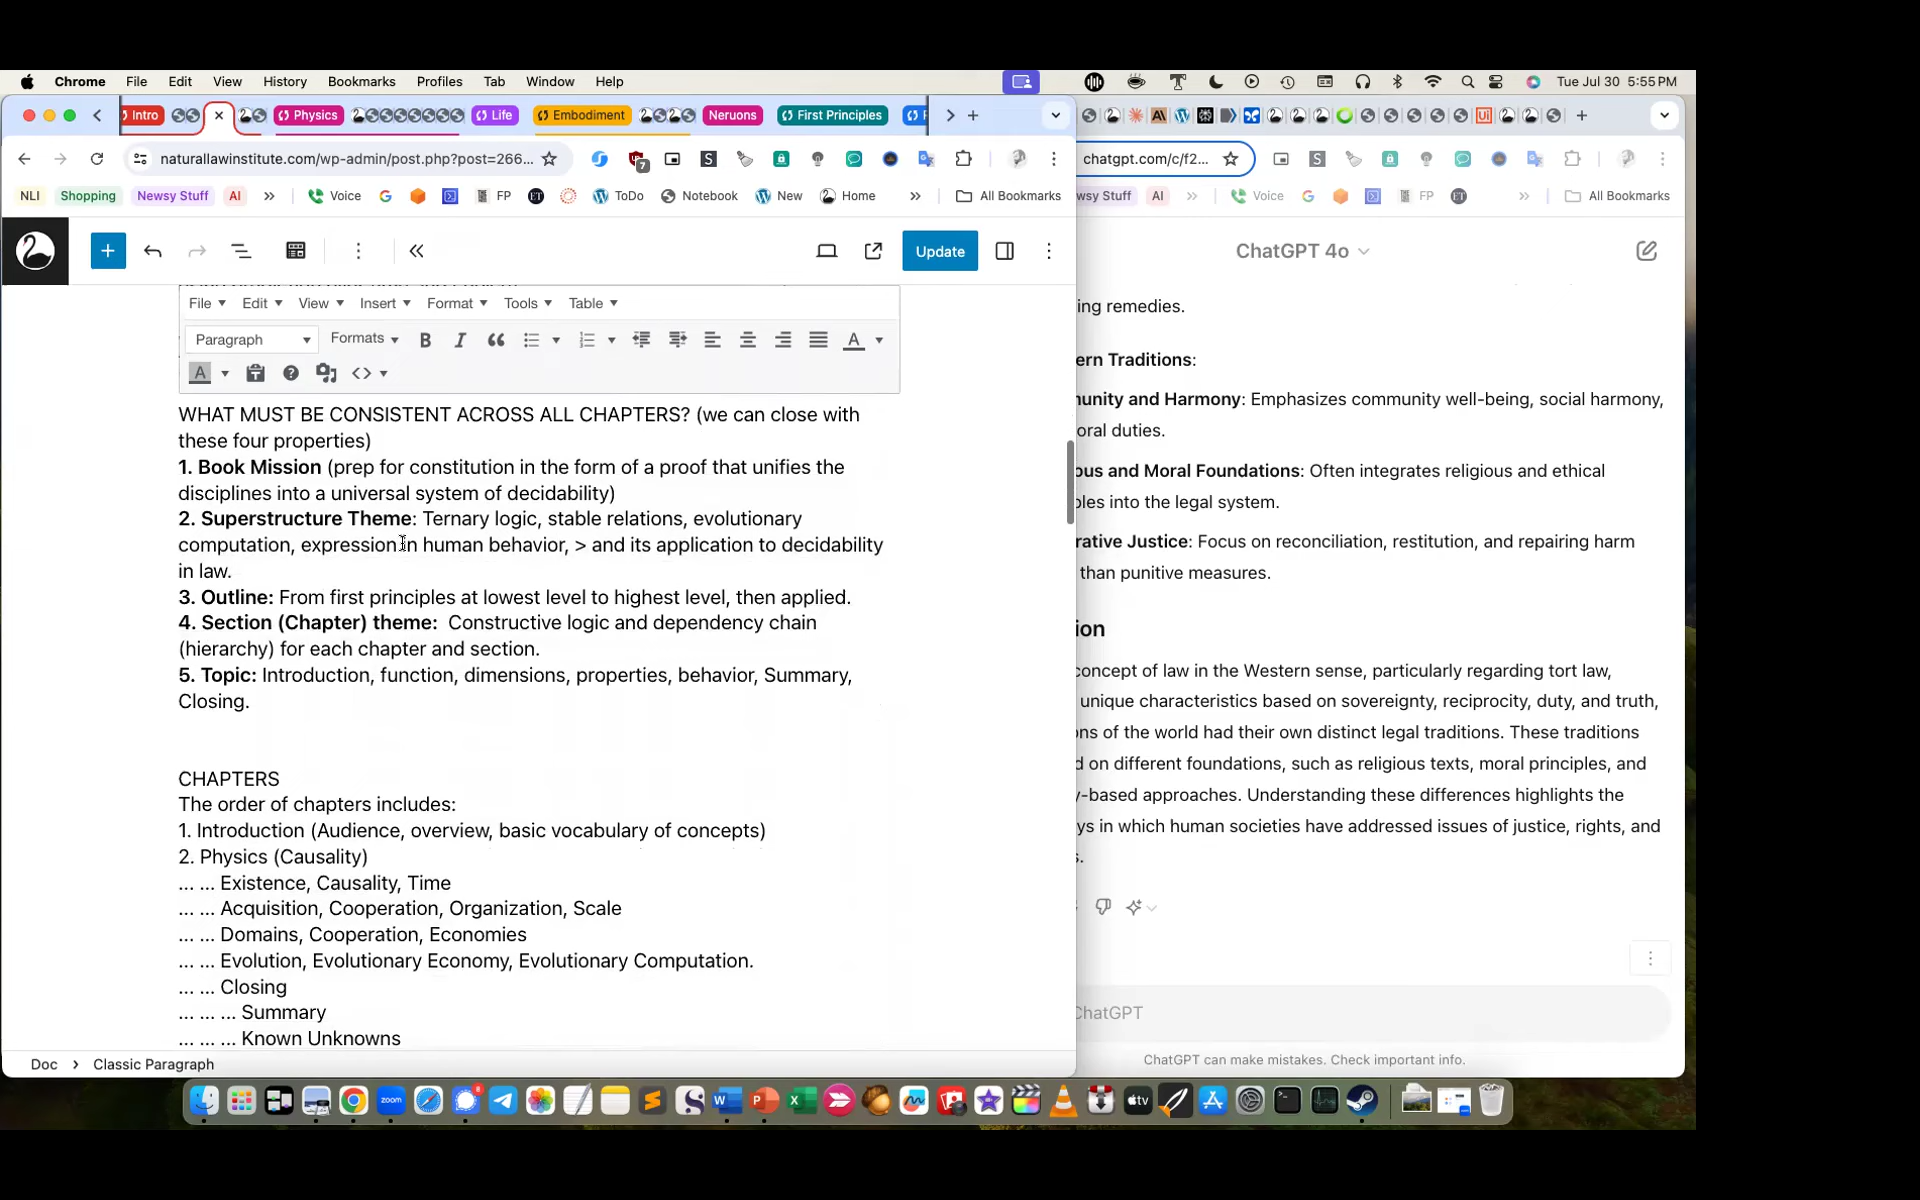 Chrome File Edit View History Bookmarks Profiles Tab Window Help
Tue Jul 30 5:55 PM
Intro Physics Life Embodiment Neruons First Principles
naturallawinstitute.com/wp-admin/post.php?post=266...
7
NLI Shopping Newsy Stuff AI Voice FP ToDo Notebook New Home All Bookmarks
Update
File Edit View Insert Format Tools Table
Paragraph Formats B I
WHAT MUST BE CONSISTENT ACROSS ALL CHAPTERS? (we can close with
these four properties)
1. Book Mission (prep for constitution in the form of a proof that unifies the
disciplines into a universal system of decidability)
2. Superstructure Theme: Ternary logic, stable relations, evolutionary
computation, expression in human behavior, > and its application to decidability
in law.
3. Outline: From first principles at lowest level to highest level, then applied.
4. Section (Chapter) theme: Constructive logic and dependency chain
(hierarchy) for each chapter and section.
5. Topic: Introduction, function, dimensions, properties, behavior, Summary,
Closing.
CHAPTERS
The order of chapters includes:
1. Introduction (Audience, overview, basic vocabulary of concepts)
2. Physics (Causality)
... ... Existence, Causality, Time
... ... Acquisition, Cooperation, Organization, Scale
... ... Domains, Cooperation, Economies
... ... Evolution, Evolutionary Economy, Evolutionary Computation.
... ... Closing
... ... ... Summary
... ... ... Known Unknowns
Doc > Classic Paragraph
chatgpt.com/c/f2...
wsy Stuff AI Voice FP All Bookmarks
ChatGPT 4o
ing remedies.
ern Traditions:
unity and Harmony: Emphasizes community well-being, social harmony,
oral duties.
ous and Moral Foundations: Often integrates religious and ethical
ples into the legal system.
rative Justice: Focus on reconciliation, restitution, and repairing harm
than punitive measures.
ion
concept of law in the Western sense, particularly regarding tort law,
unique characteristics based on sovereignty, reciprocity, duty, and truth,
ons of the world had their own distinct legal traditions. These traditions
d on different foundations, such as religious texts, moral principles, and
y-based approaches. Understanding these differences highlights the
ys in which human societies have addressed issues of justice, rights, and
s.
ChatGPT
ChatGPT can make mistakes. Check important info.
zoom
tv